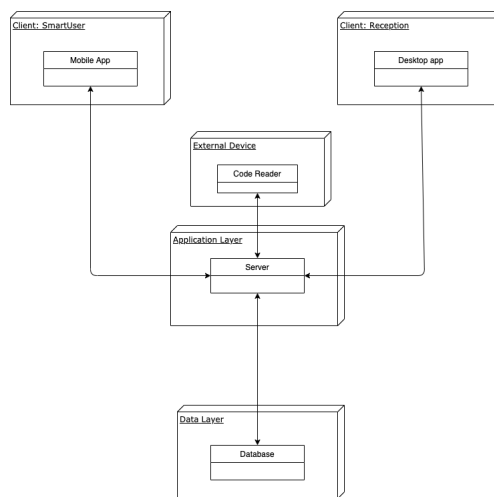 Client: SmartUser
Mobile App
Client: Reception
Desktop app
External Device
Code Reader
Application Layer
Server
Data Layer
Database